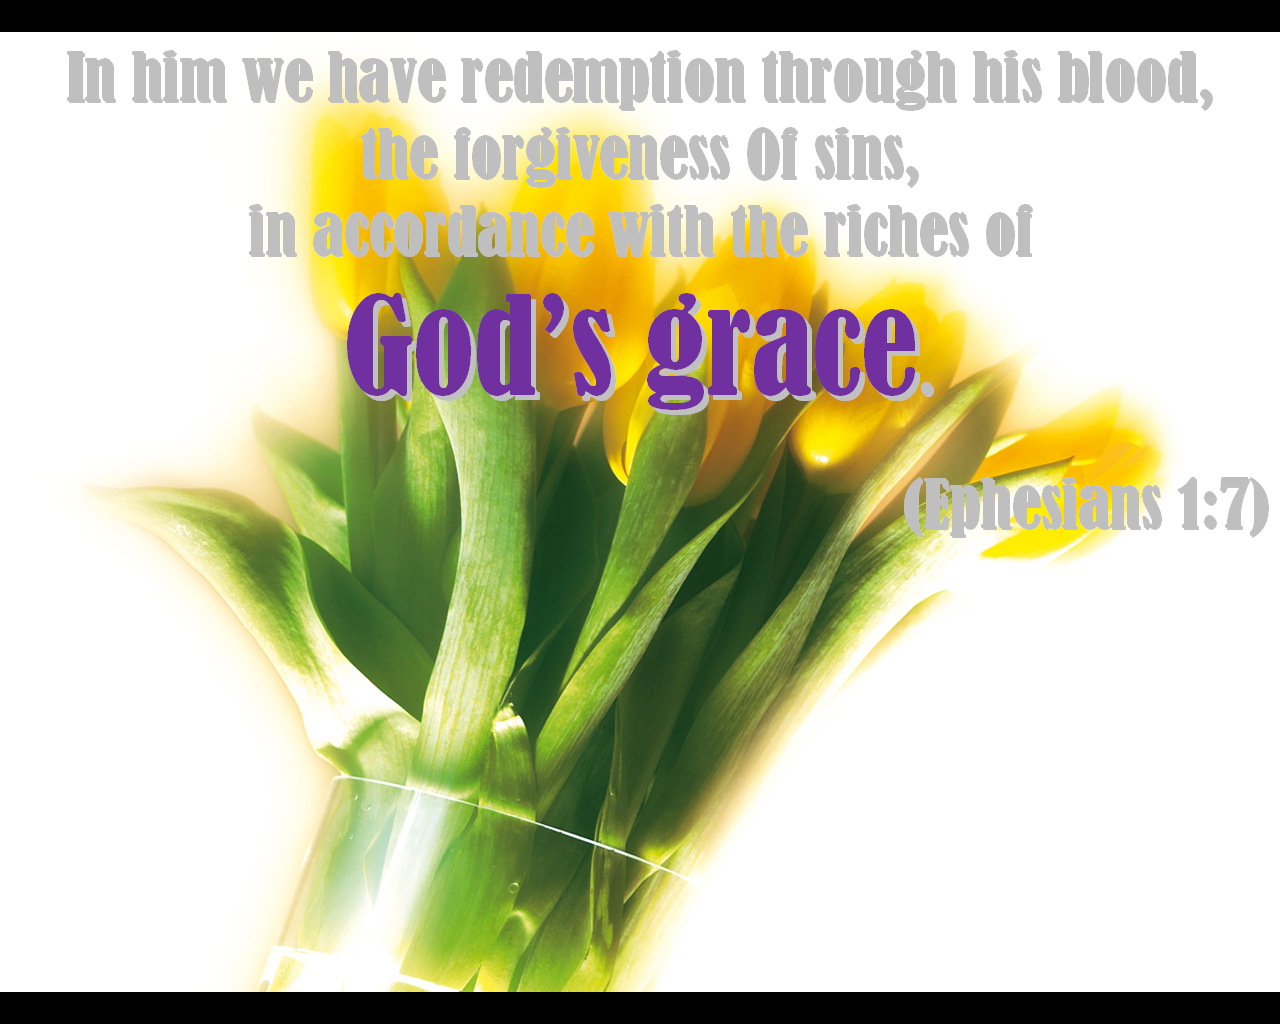 In him we have redemption through his blood,
the forgiveness Of sins,
in accordance with the riches of
God’s grace.
(Ephesians 1:7)